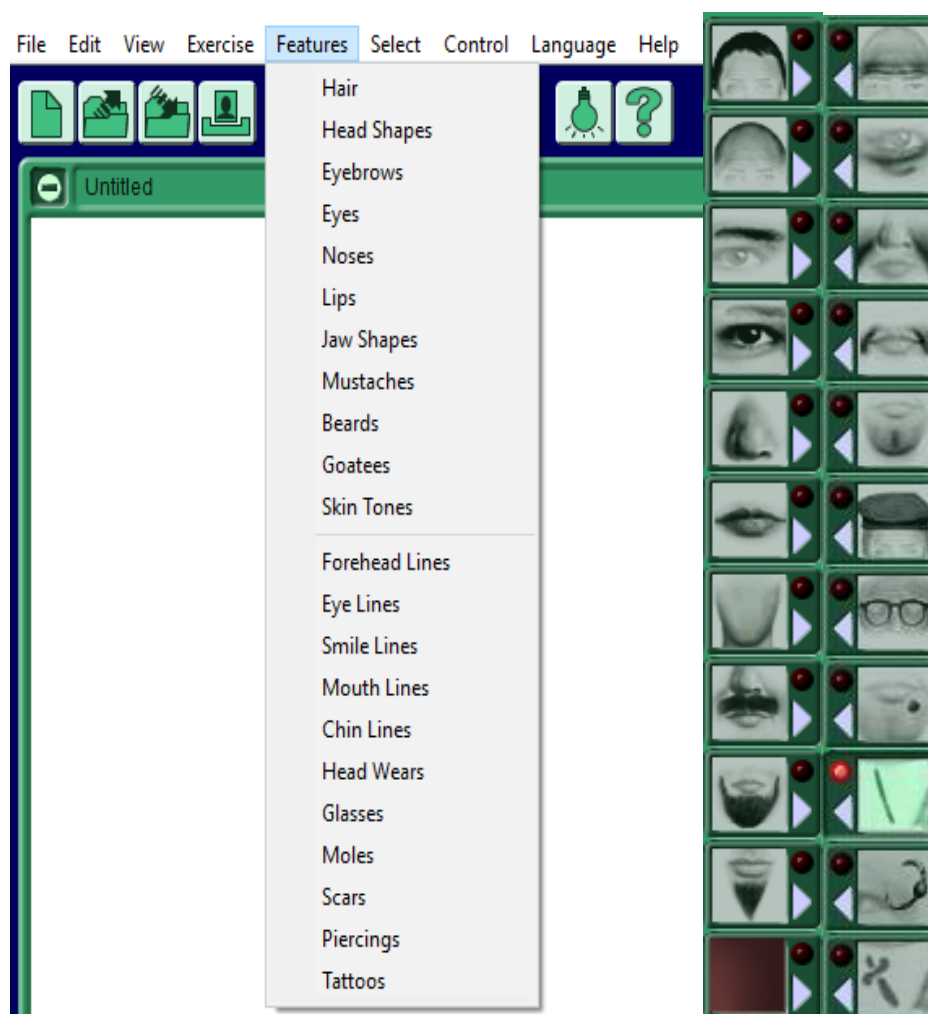 File Edit View Exercise Features Select Control Language Help
Untitled
Hair
Head Shapes
Eyebrows
Eyes
Noses
Lips
Jaw Shapes
Mustaches
Beards
Goatees
Skin Tones
Forehead Lines
Eye Lines
Smile Lines
Mouth Lines
Chin Lines
Head Wears
Glasses
Moles
Scars
Piercings
Tattoos